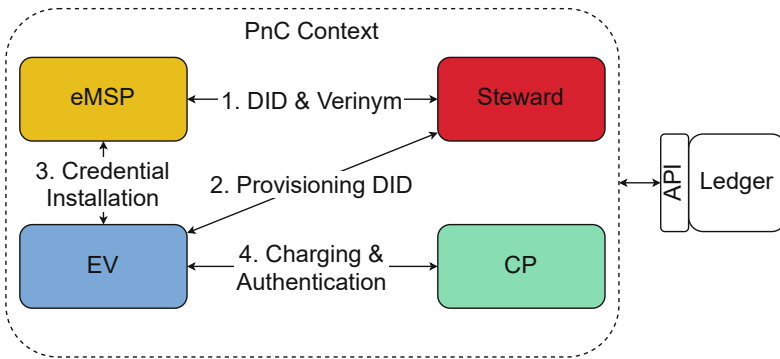 PnC Context
eMSP
1. DID & Verinym
Steward
3. Credential
Installation
2. Provisioning DID
API
Ledger
EV
4. Charging &
Authentication
CP